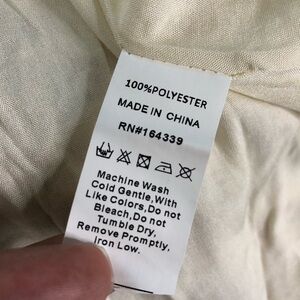 100%POLYESTER
MADE IN CHINA
RN#164339
Machine Wash
Cold Gentle,With
Like Colors,Do not
Bleach,Do not
Tumble Dry,
Remove Promptly,
Iron Low.